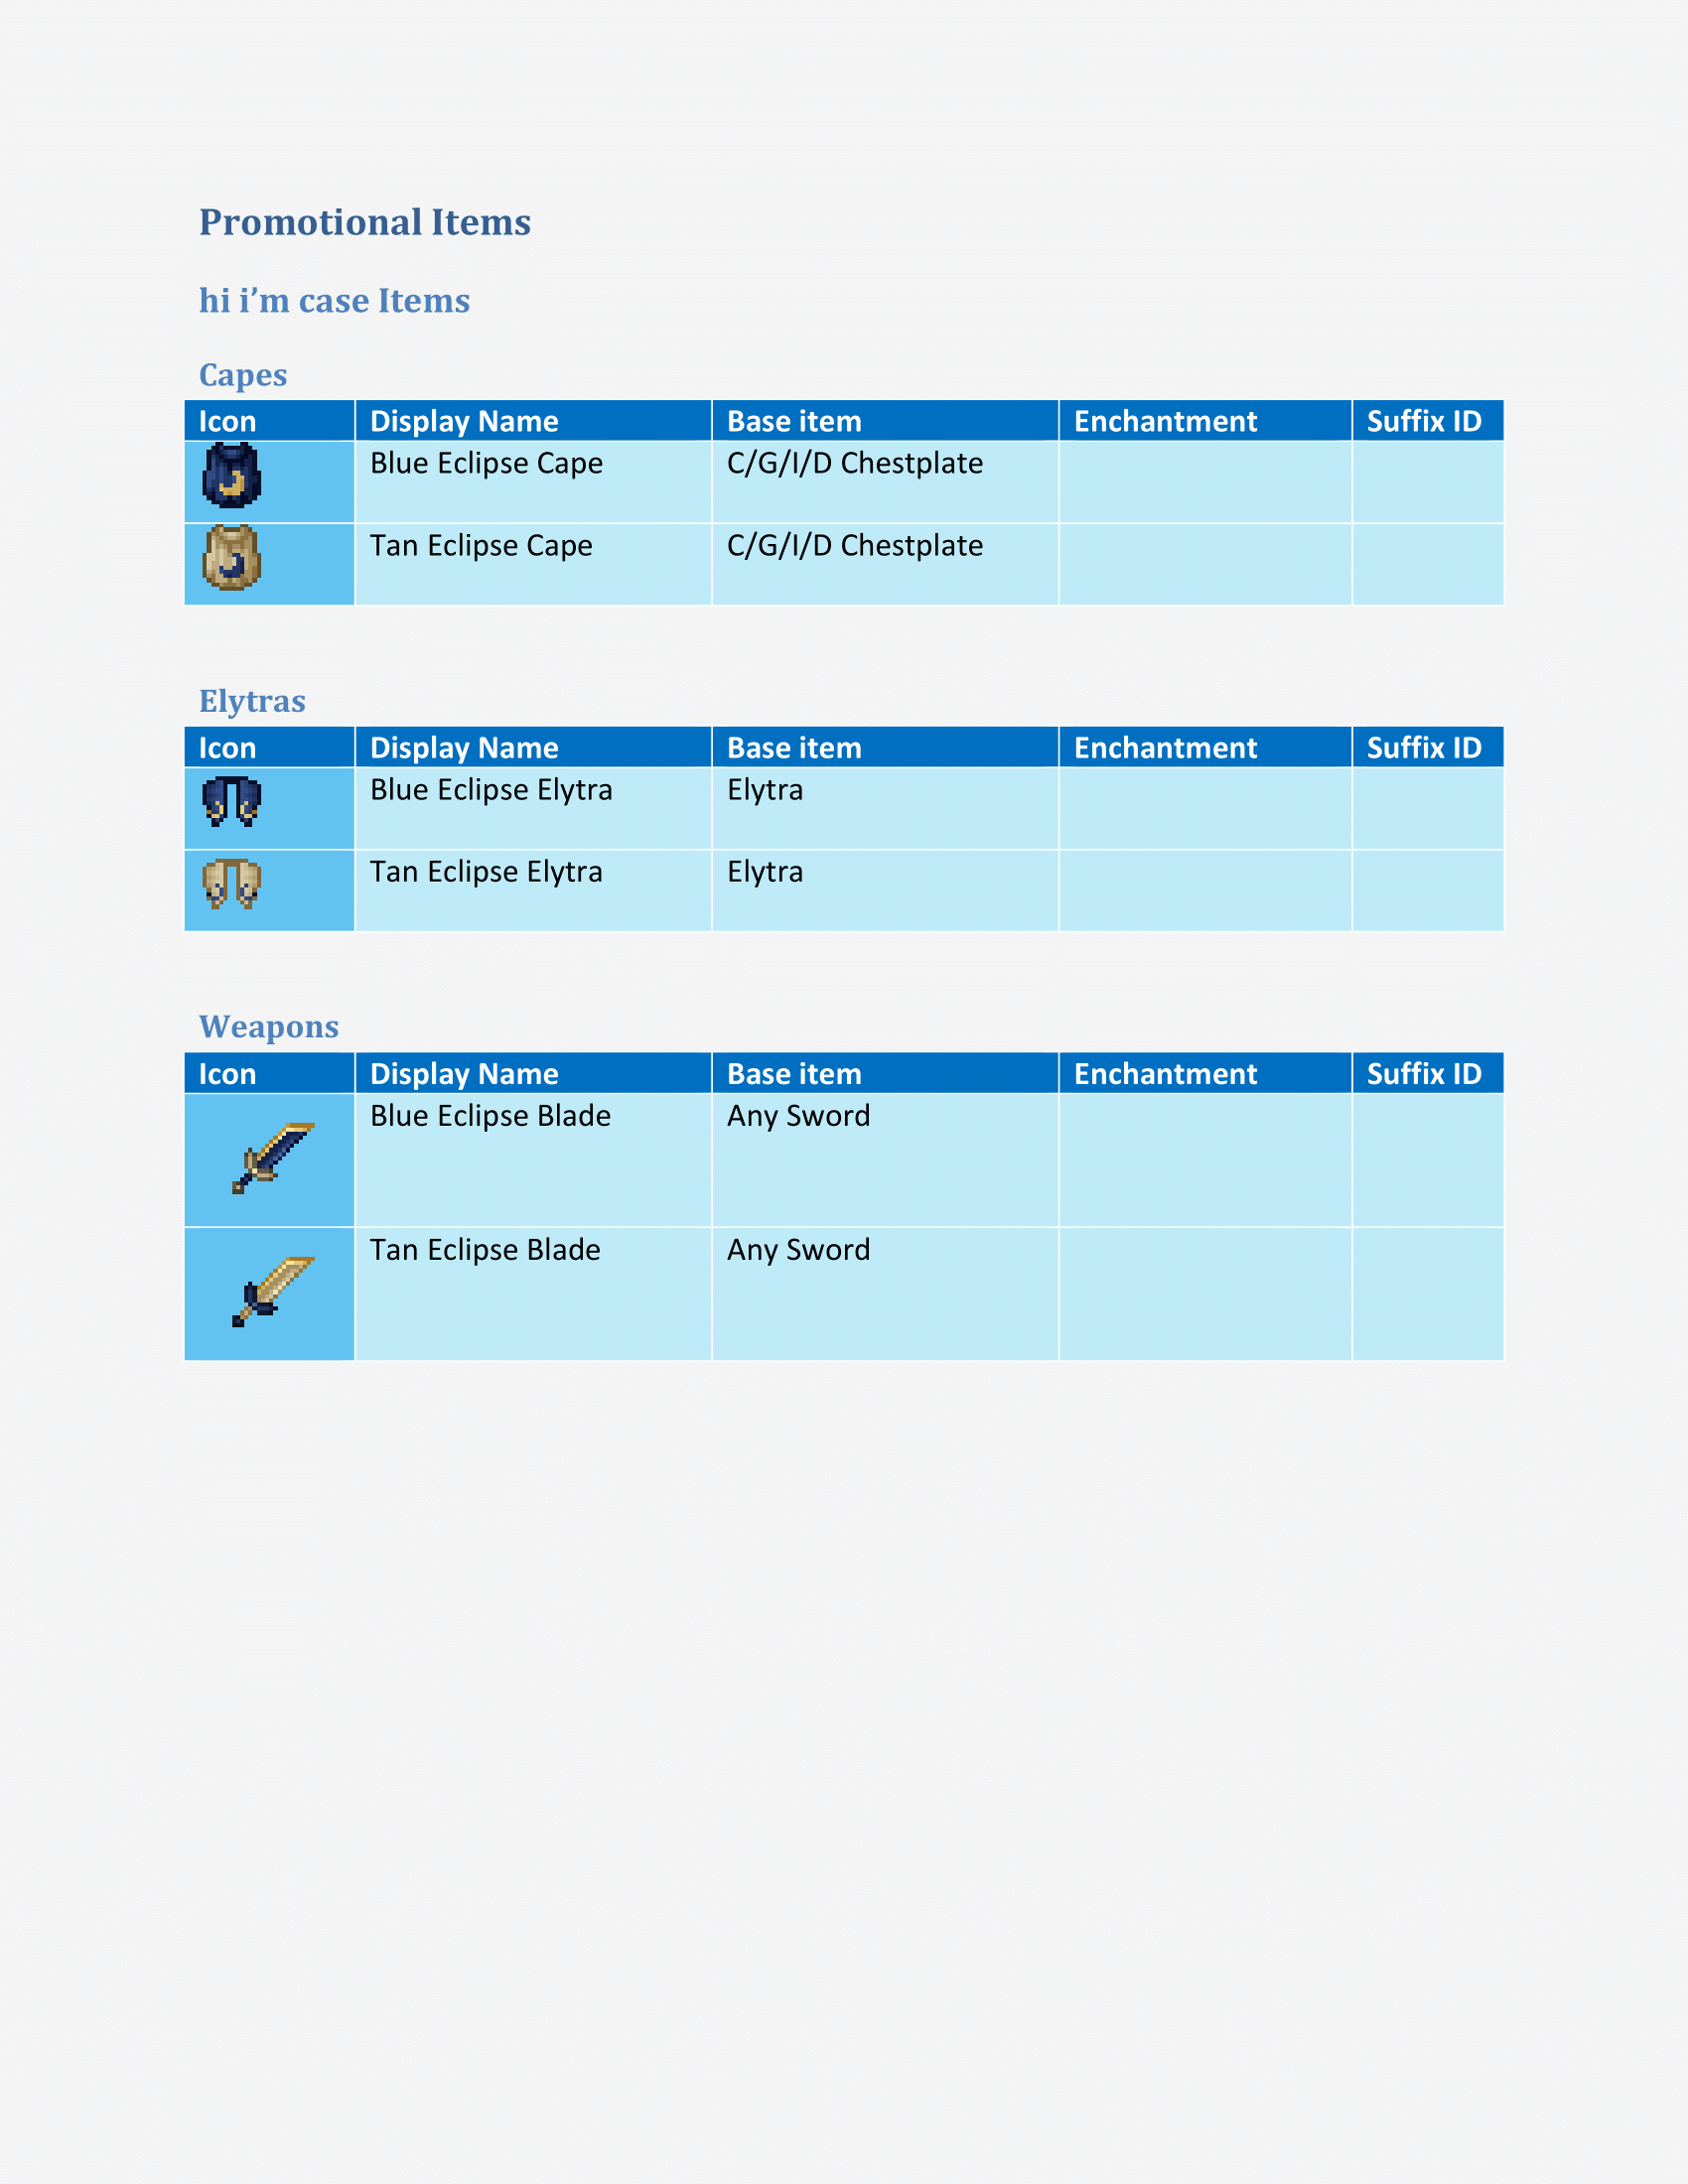 Promotional Items
hi i’m case Items
Capes
Icon Display Name Base item Enchantment Suffix ID
Blue Eclipse Cape C/G/I/D Chestplate
Tan Eclipse Cape C/G/I/D Chestplate
Elytras
Icon Display Name Base item Enchantment Suffix ID
Blue Eclipse Elytra Elytra
Tan Eclipse Elytra Elytra
Weapons
Icon Display Name Base item Enchantment Suffix ID
Blue Eclipse Blade Any Sword
Tan Eclipse Blade Any Sword